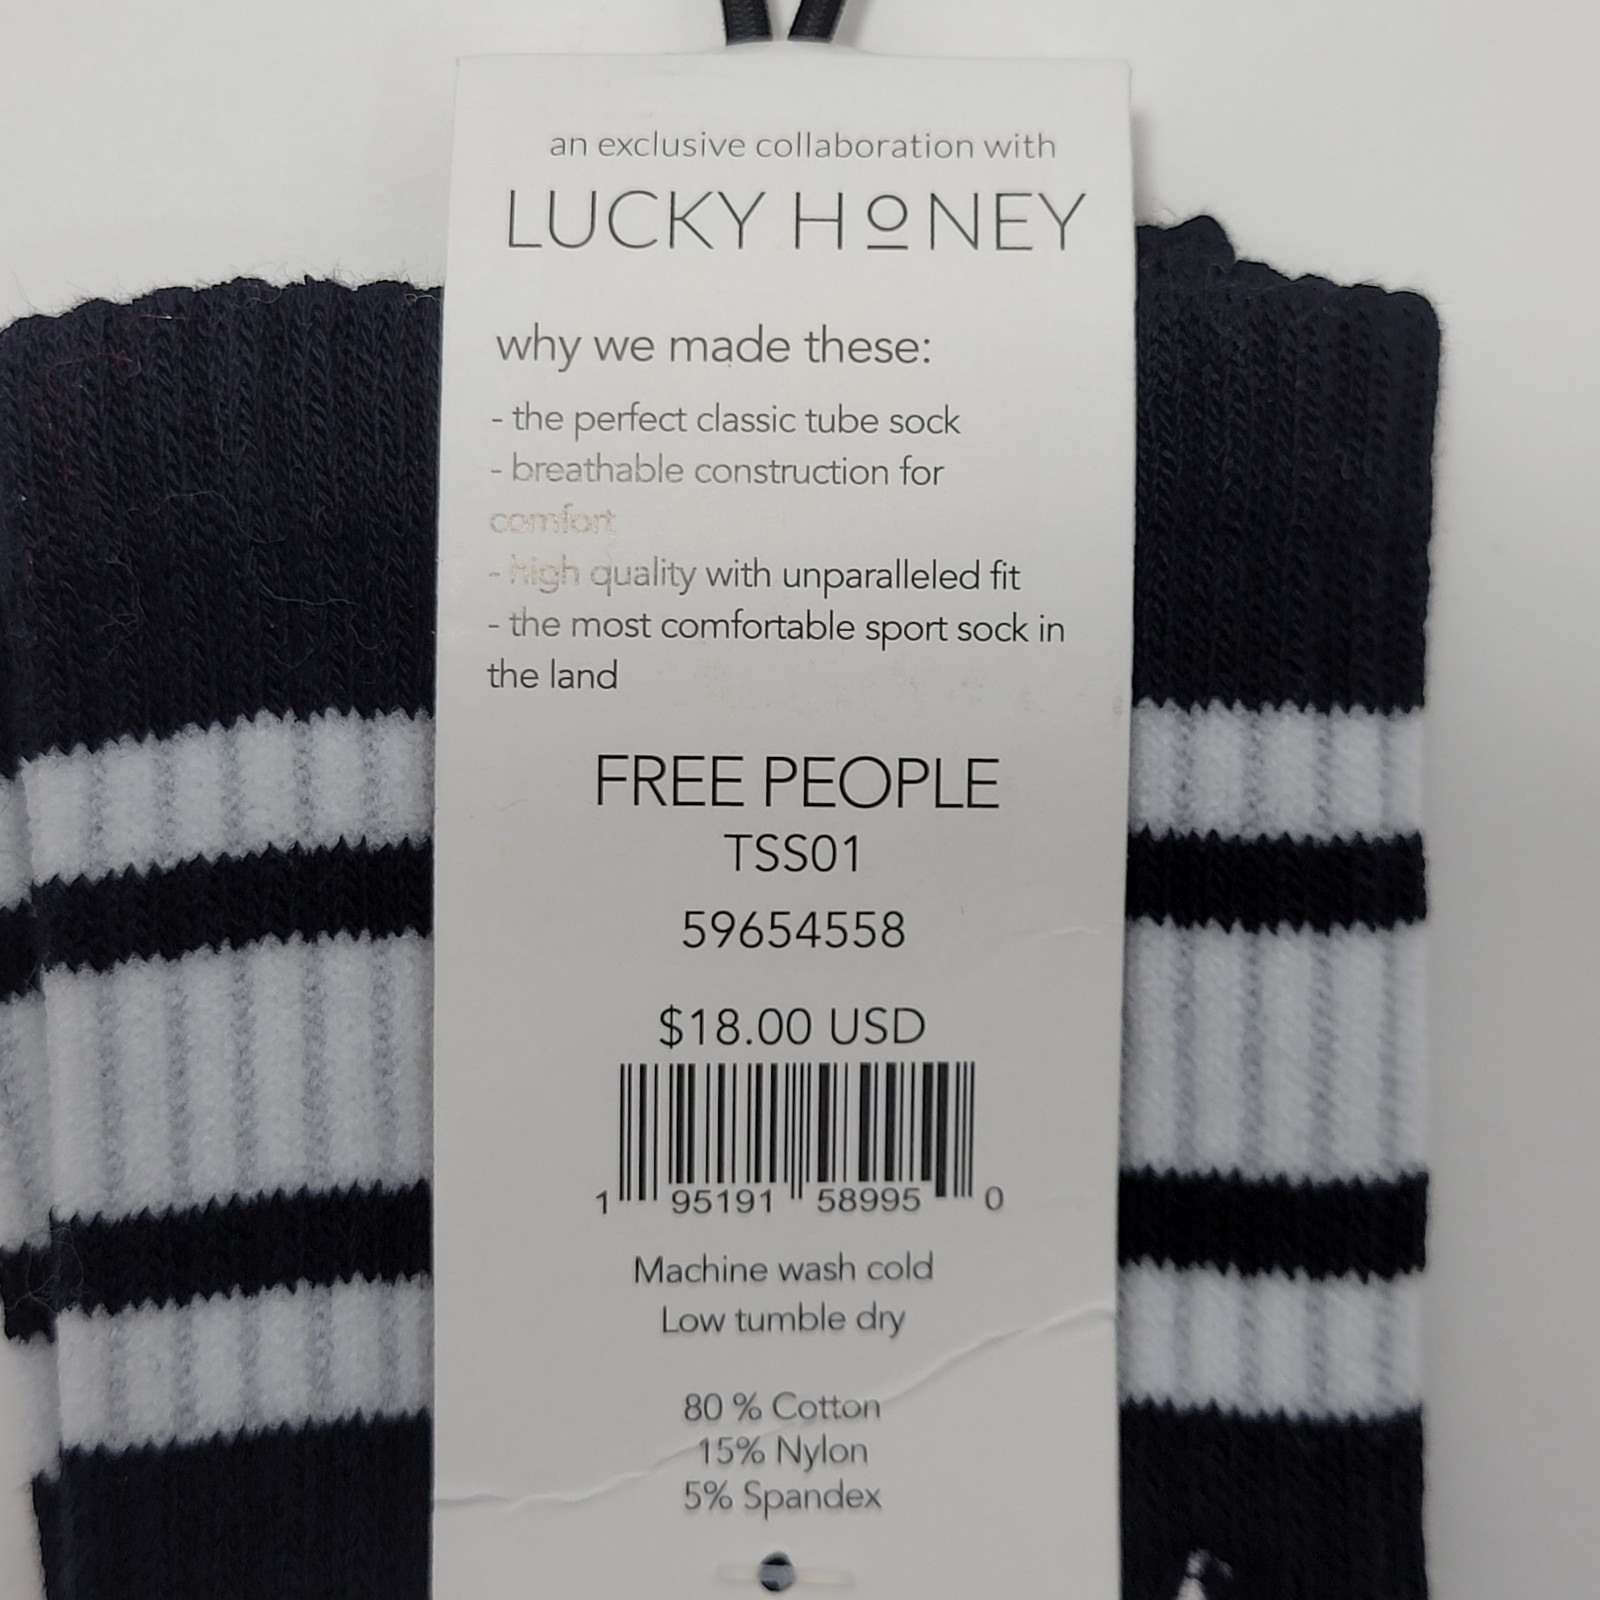 an exclusive collaboration with
LUCKY HONEY
why we made these:
- the perfect classic tube sock
- breathable construction for
comfort
- high quality with unparalleled fit
- the most comfortable sport sock in
the land
FREE PEOPLE
TSS01
59654558
$18.00 USD
1 95191 58995 0
Machine wash cold
Low tumble dry
80 % Cotton
15% Nylon
5% Spandex